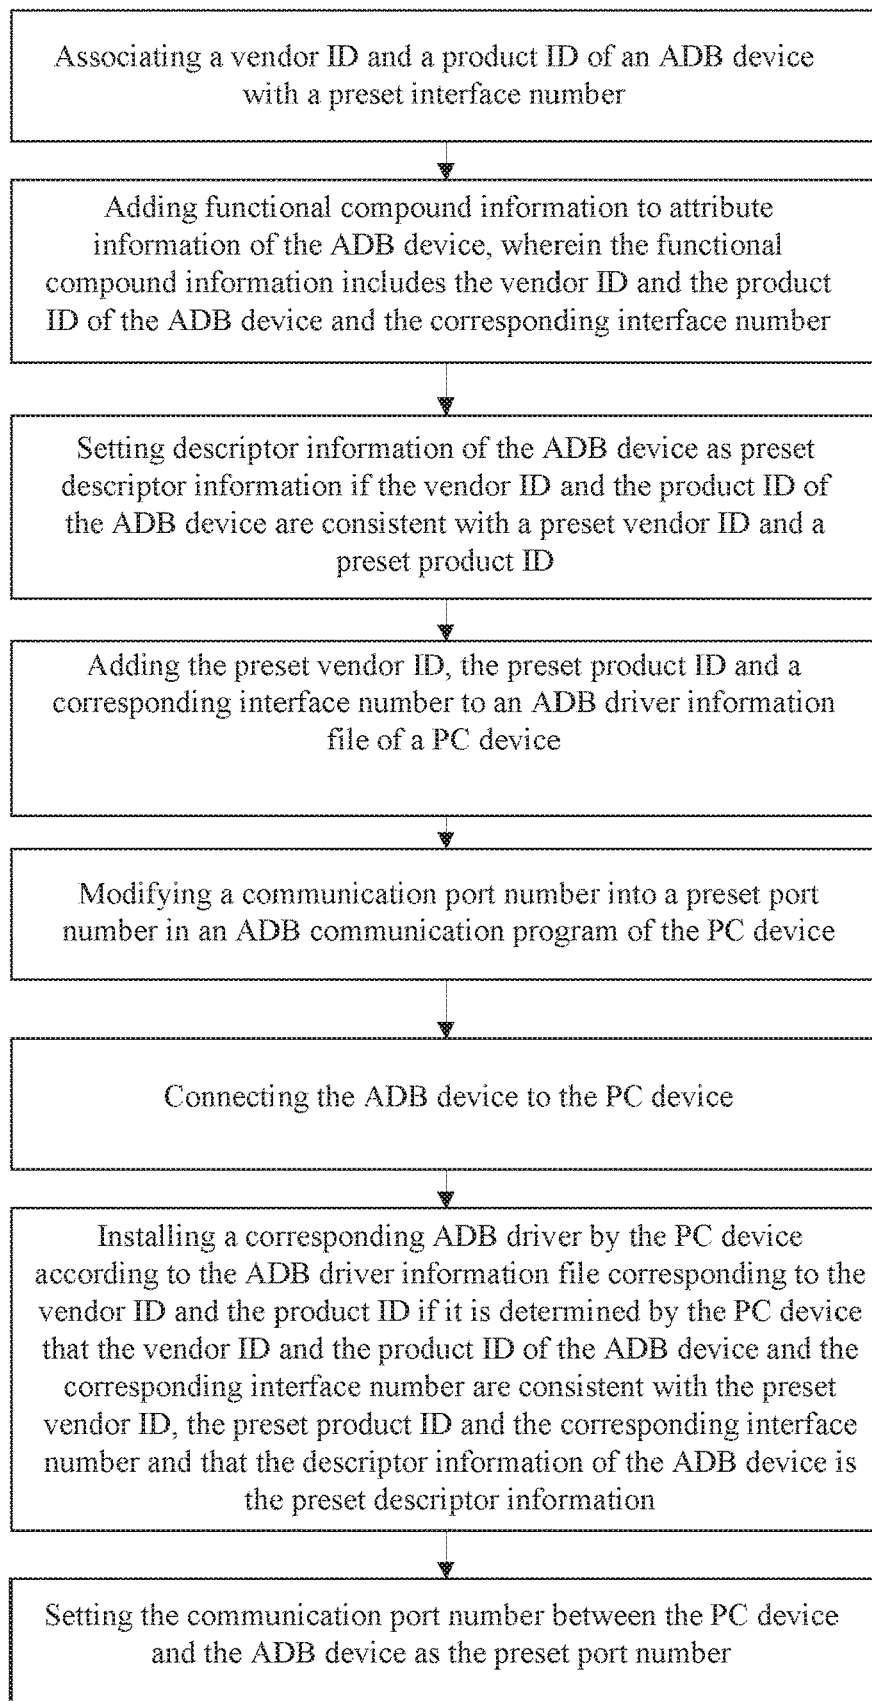 Associating a vendor ID and a product ID of an ADB device
with a preset interface number
Adding functional compound information to attribute
information of the ADB device, wherein the functional
compound information includes the vendor ID and the product
ID of the ADB device and the corresponding interface number
Setting descriptor information of the ADB device as preset
descriptor information if the vendor ID and the product ID of
the ADB device are consistent with a preset vendor ID and a
preset product ID
Adding the preset vendor ID, the preset product ID and a
corresponding interface number to an ADB driver information
file of a PC device
Modifying a communication port number into a preset port
number in an ADB communication program of the PC device
Connecting the ADB device to the PC device
Installing a corresponding ADB driver by the PC device
according to the ADB driver information file corresponding to the
vendor ID and the product ID if it is determined by the PC device
that the vendor ID and the product ID of the ADB device and the
corresponding interface number are consistent with the preset
vendor ID, the preset product ID and the corresponding interface
number and that the descriptor information of the ADB device is
the preset descriptor information
Setting the communication port number between the PC device
and the ADB device as the preset port number